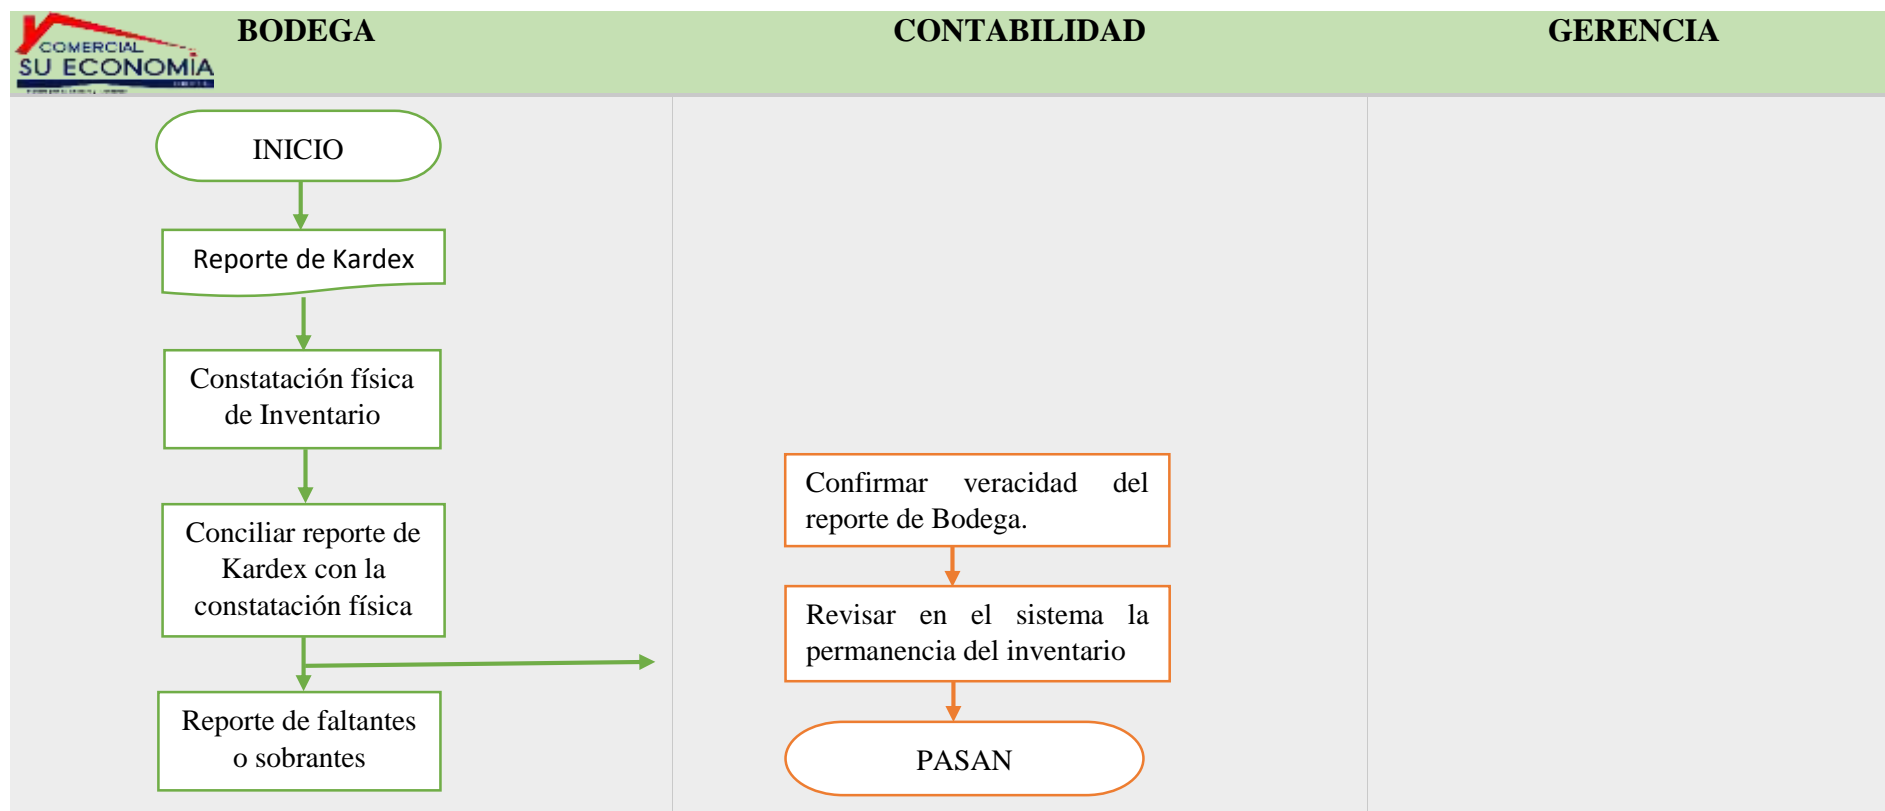 COMERCIAL
SU ECONOMÍA
BODEGA
CONTABILIDAD
GERENCIA
INICIO
Reporte de Kardex
Constatación física
de Inventario
Conciliar reporte de
Kardex con la
constatación física
Reporte de faltantes
o sobrantes
Confirmar veracidad del
reporte de Bodega.
Revisar en el sistema la
permanencia del inventario
PASAN